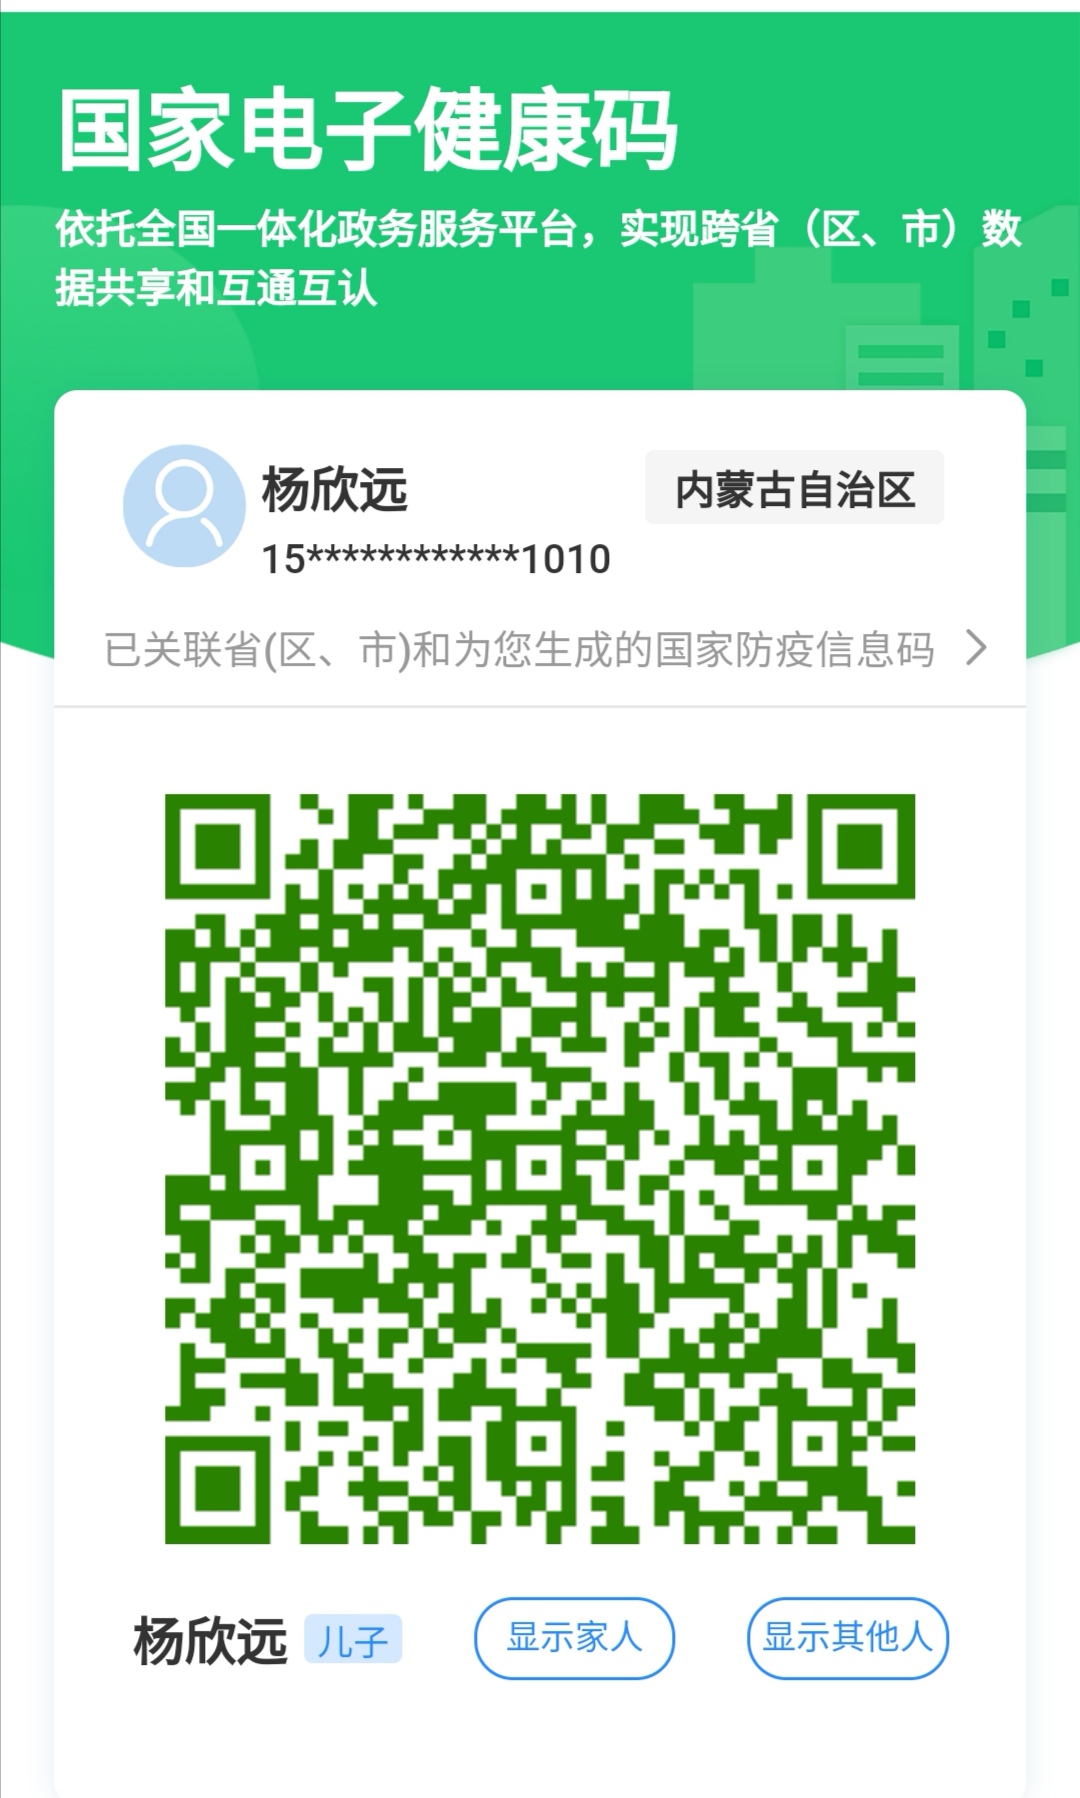 国家电子健康码
依托全国一体化政务服务平台，实现跨省（区、市）数
据共享和互通互认
杨欣远
内蒙古自治区
15************1010
已关联省(区、市)和为您生成的国家防疫信息码
杨欣远 儿子 显示家人 显示其他人